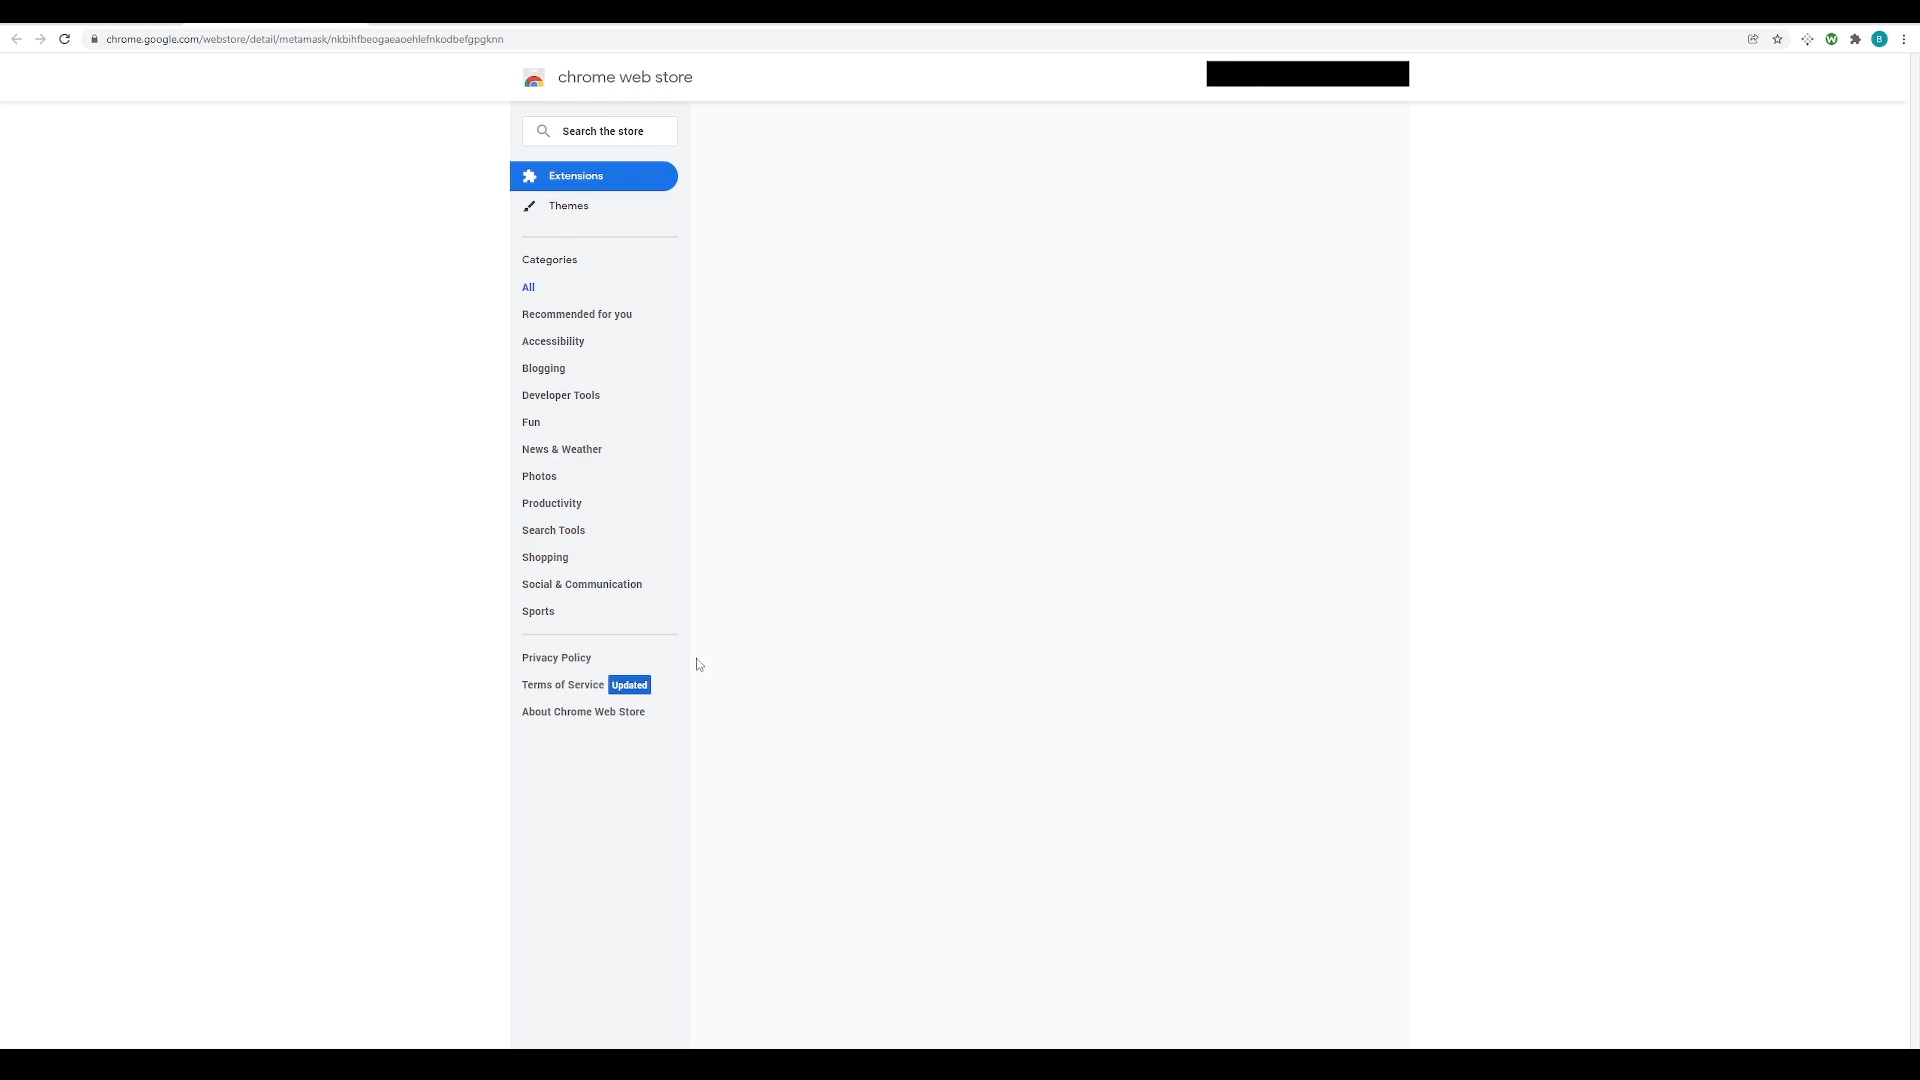 chrome.google.com/webstore/detail/metamask/nkbihfbeogaeaoehlefnkodbefgpgknn
W
B
chrome web store
Search the store
Extensions
Themes
Categories
All
Recommended for you
Accessibility
Blogging
Developer Tools
Fun
News & Weather
Photos
Productivity
Search Tools
Shopping
Social & Communication
Sports
Privacy Policy
Terms of Service Updated
About Chrome Web Store